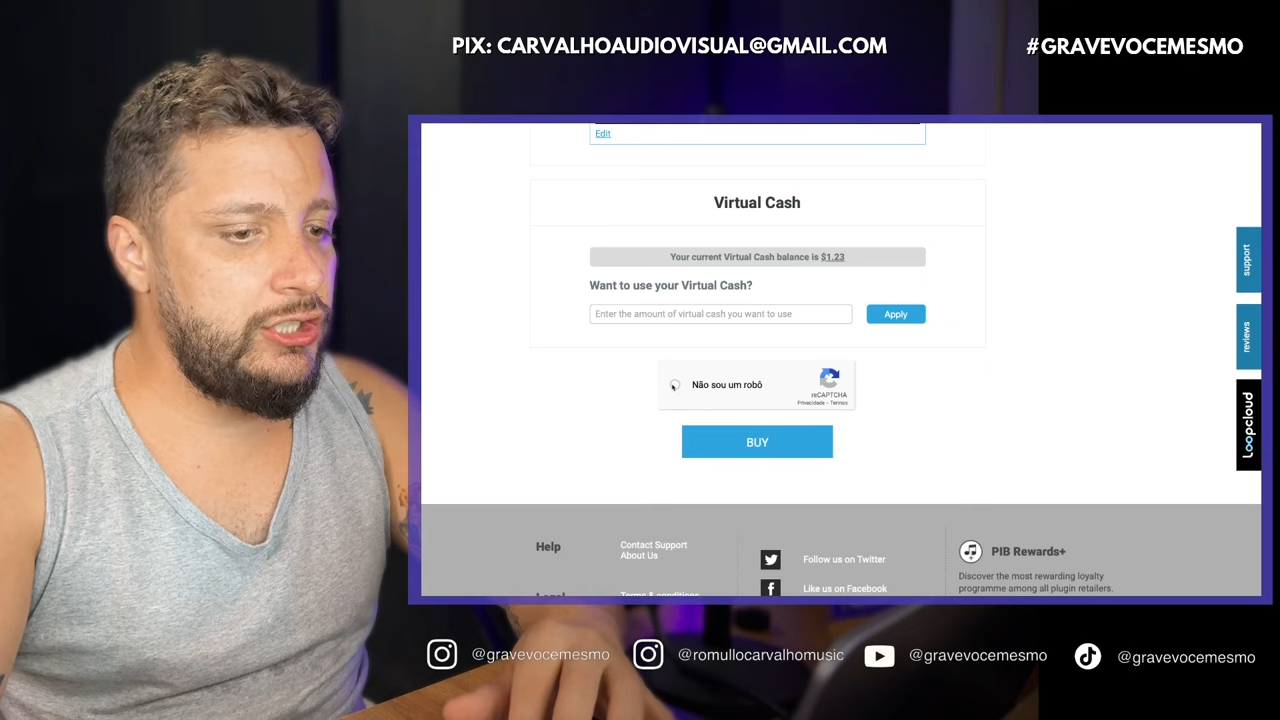 PIX: CARVALHOAUDIOVISUAL@GMAIL.COM
#GRAVEVOCEMESMO
Edit
Virtual Cash
Your current Virtual Cash balance is $1.23
Want to use your Virtual Cash?
Enter the amount of virtual cash you want to use
Apply
Não sou um robô
reCAPTCHA
Privacidade - Termos
BUY
support
reviews
Loopcloud
Help
Contact Support
About Us
Legal
Terms & conditions
Follow us on Twitter
Like us on Facebook
PIB Rewards+
Discover the most rewarding loyalty
programme among all plugin retailers.
@gravevocemesmo
@romullocarvalhomusic
@gravevocemesmo
@gravevocemesmo